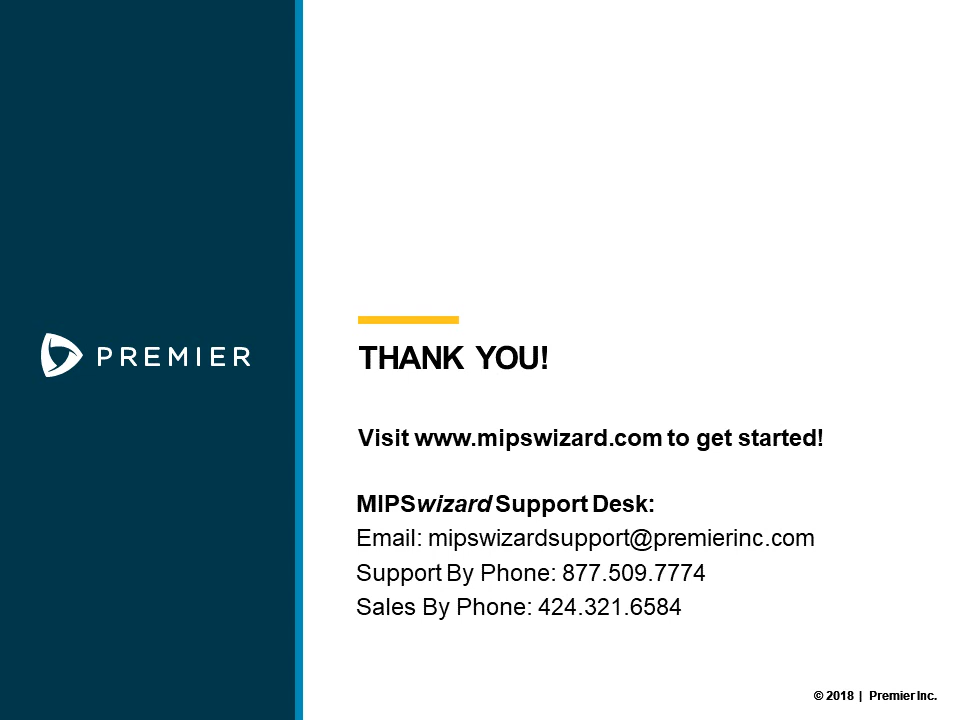 PREMIER
THANK YOU!
Visit www.mipswizard.com to get started!
MIPSwizard Support Desk:
Email: mipswizardsupport@premierinc.com
Support By Phone: 877.509.7774
Sales By Phone: 424.321.6584
© 2018 | Premier Inc.